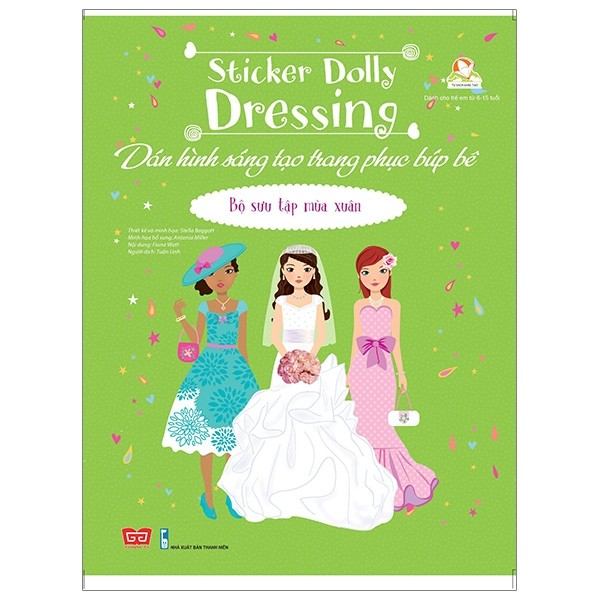 Sticker Dolly
Dressing
Dành cho trẻ em từ 6-15 tuổi
Dán hình sáng tạo trang phục búp bê
Bộ sưu tập mùa xuân
Thiết kế và minh họa: Stella Baggott
Minh họa bổ sung: Antonia Miller
Nội dung: Fiona Watt
Người dịch: Tuấn Linh
NHÀ XUẤT BẢN THANH NIÊN